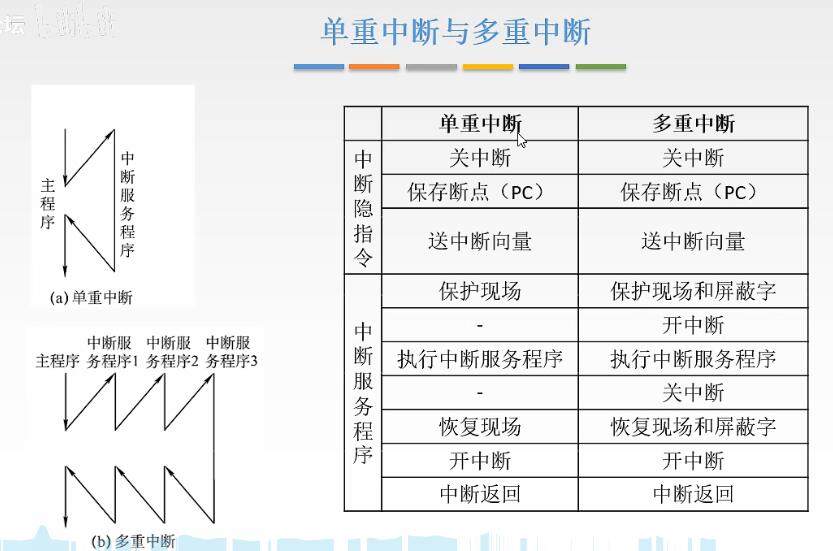 坛
bilibili
单重中断与多重中断
主程序
中断服务程序
(a) 单重中断
主程序
中断服务程序1
中断服务程序2
中断服务程序3
(b) 多重中断
单重中断 多重中断
中断隐指令
关中断 关中断
保存断点（PC） 保存断点（PC）
送中断向量 送中断向量
中断服务程序
保护现场 保护现场和屏蔽字
- 开中断
执行中断服务程序 执行中断服务程序
- 关中断
恢复现场 恢复现场和屏蔽字
开中断 开中断
中断返回 中断返回